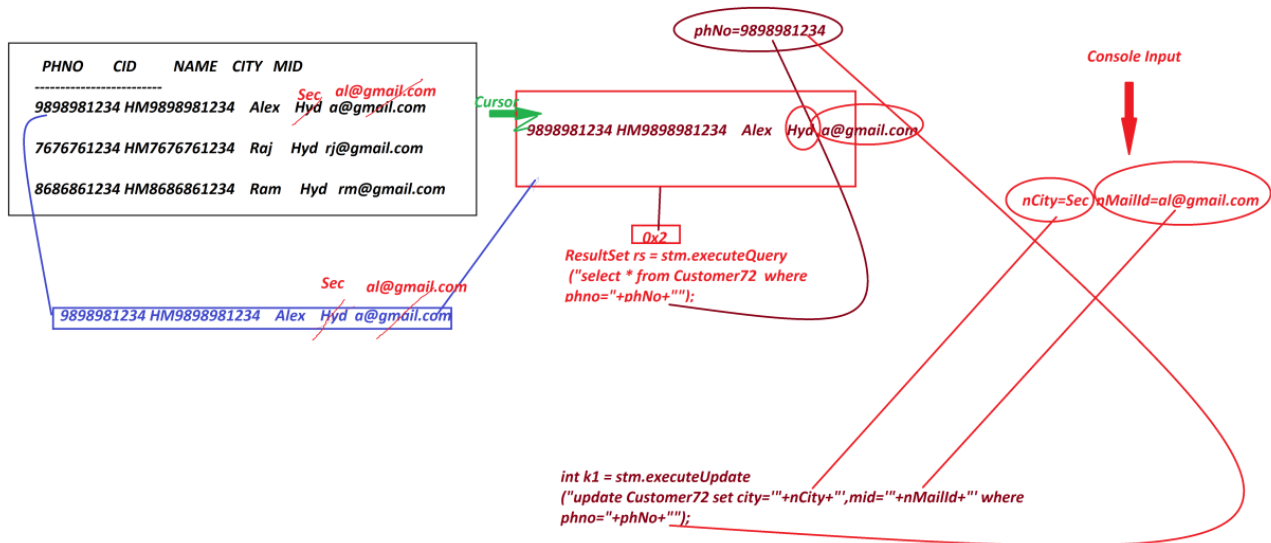 phNo=9898981234
Console Input
PHNO CID NAME CITY MID
--------------------------
Sec al@gmail.com
9898981234 HM9898981234 Alex Hyd a@gmail.com
7676761234 HM7676761234 Raj Hyd rj@gmail.com
8686861234 HM8686861234 Ram Hyd rm@gmail.com
Cursor
9898981234 HM9898981234 Alex Hyd a@gmail.com
nCity=Sec nMailId=al@gmail.com
0x2
ResultSet rs = stm.executeQuery
("select * from Customer72 where
phno="+phNo+"");
Sec al@gmail.com
9898981234 HM9898981234 Alex Hyd a@gmail.com
int k1 = stm.executeUpdate
("update Customer72 set city='"+nCity+"',mid='"+nMailId+"' where
phno="+phNo+"");